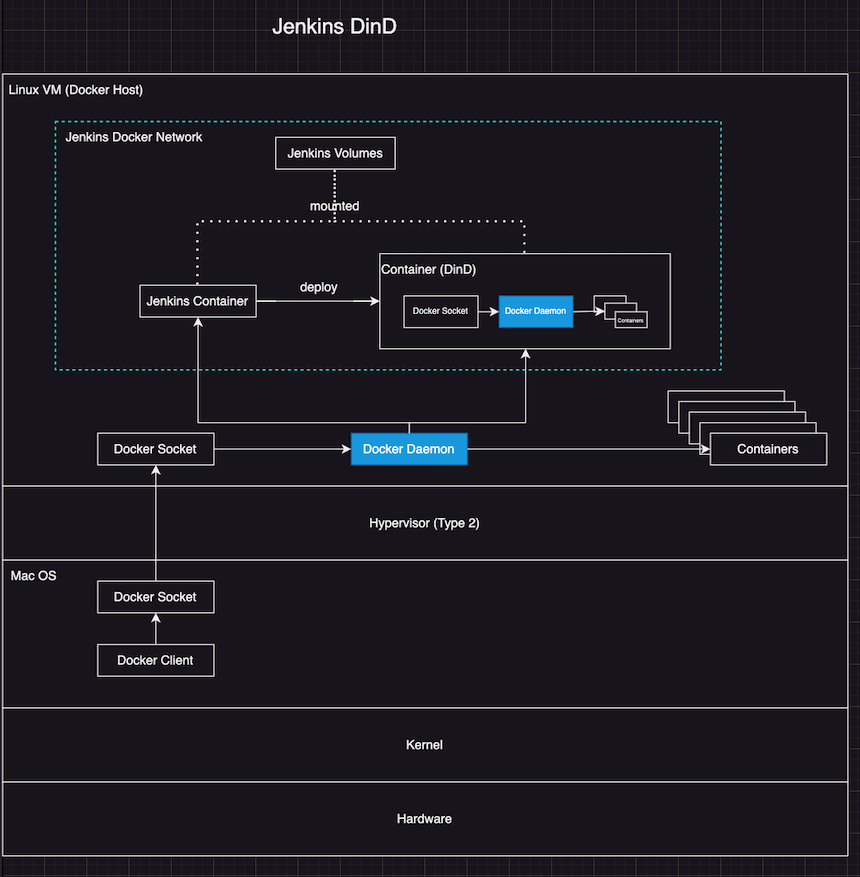 Jenkins DinD
Linux VM (Docker Host)
Jenkins Docker Network
Jenkins Volumes
mounted
Container (DinD)
deploy
Jenkins Container
Docker Socket
Docker Daemon
Containers
Docker Socket
Docker Daemon
Containers
Hypervisor (Type 2)
Mac OS
Docker Socket
Docker Client
Kernel
Hardware